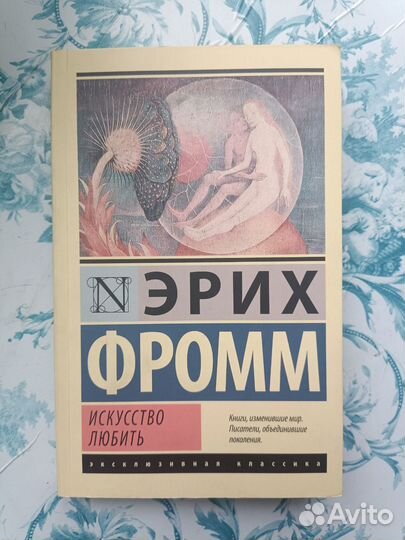 N
ЭРИХ
ФРОММ
ИСКУССТВО
ЛЮБИТЬ
Книги, изменившие мир.
Писатели, объединившие
поколения.
эксклюзивная классика
Avito